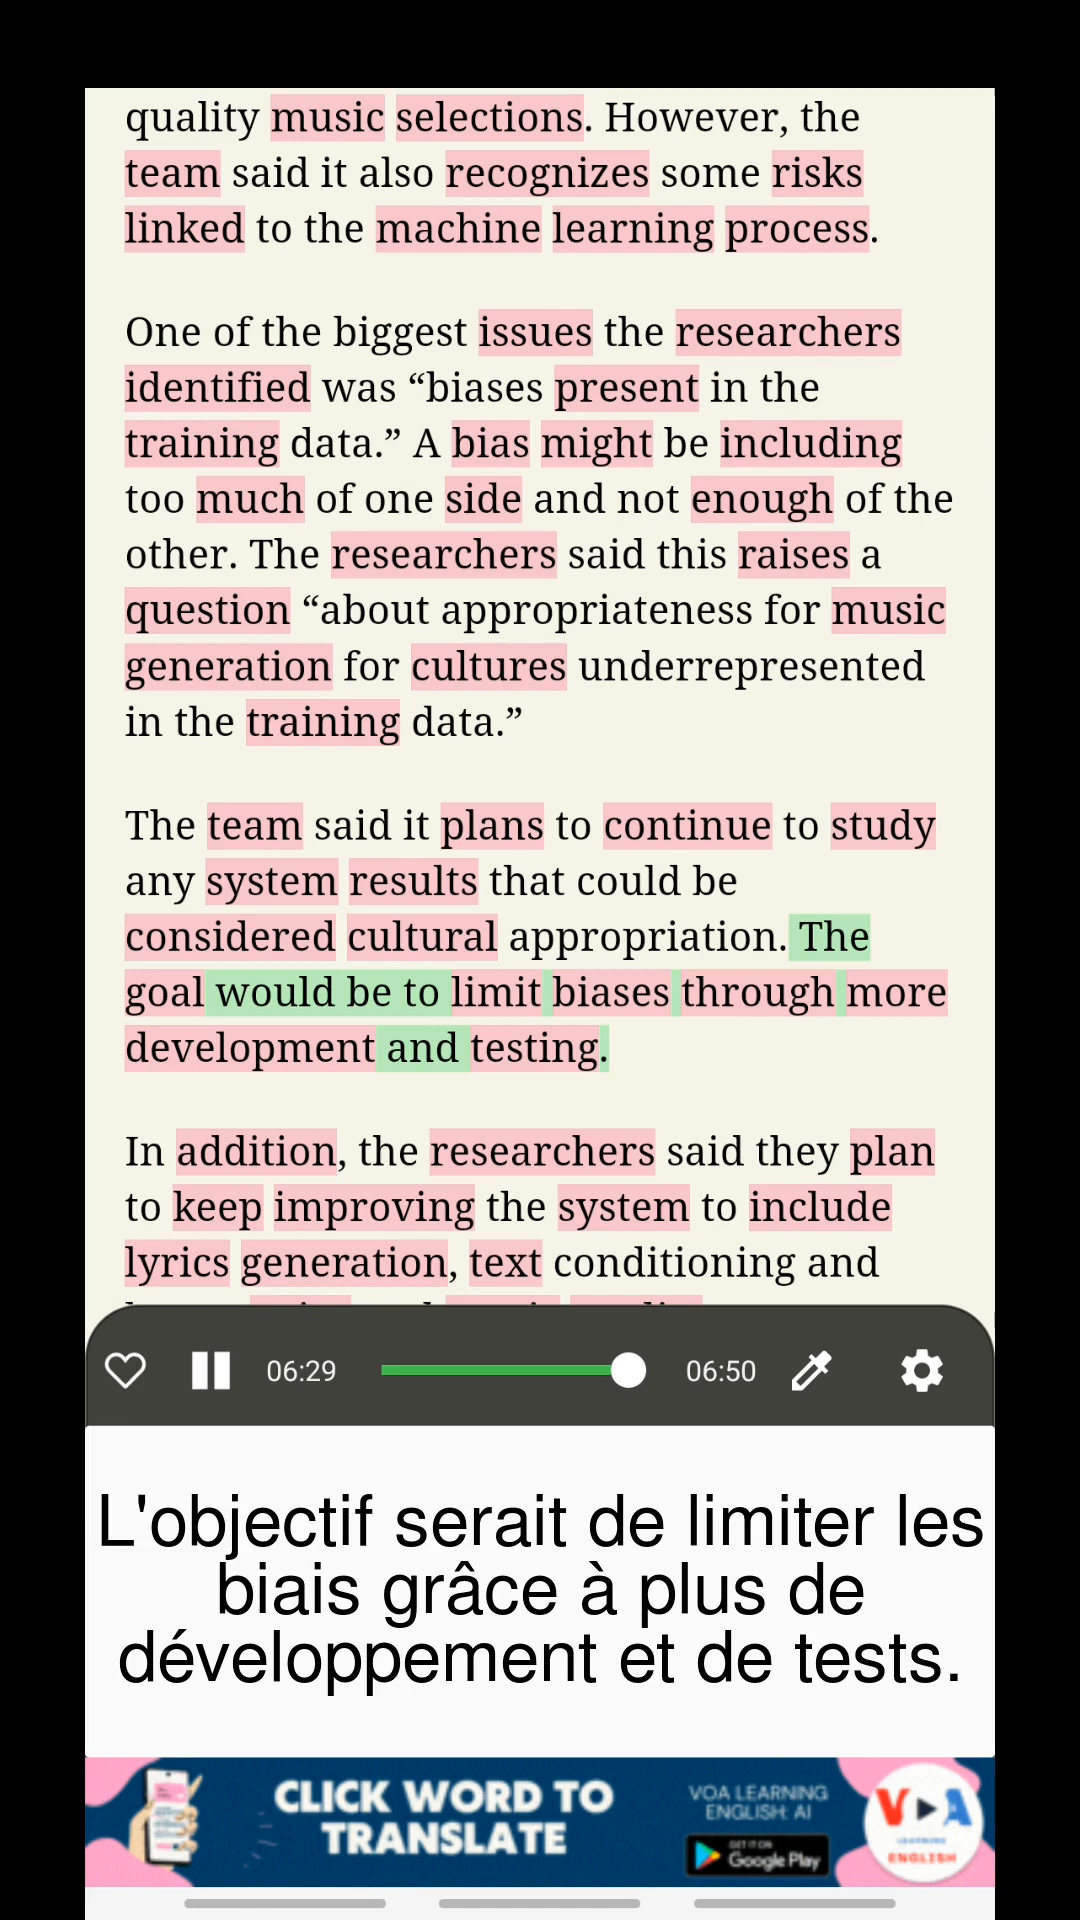 quality music selections. However, the
team said it also recognizes some risks
linked to the machine learning process.
One of the biggest issues the researchers
identified was “biases present in the
training data.” A bias might be including
too much of one side and not enough of the
other. The researchers said this raises a
question “about appropriateness for music
generation for cultures underrepresented
in the training data.”
The team said it plans to continue to study
any system results that could be
considered cultural appropriation. The
goal would be to limit biases through more
development and testing.
In addition, the researchers said they plan
to keep improving the system to include
lyrics generation, text conditioning and
06:29
06:50
L'objectif serait de limiter les
biais grâce à plus de
développement et de tests.
CLICK WORD TO
TRANSLATE
VOA LEARNING
ENGLISH: AI
GET IT ON
Google Play
VOA
LEARNING
ENGLISH